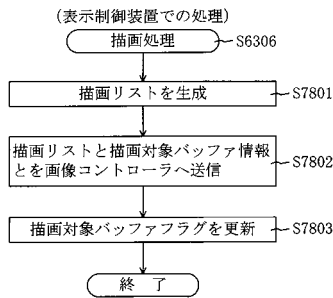 (表示制御装置での処理)
描画処理 S6306
描画リストを生成 S7801
描画リストと描画対象バッファ情報
とを画像コントローラへ送信 S7802
描画対象バッファフラグを更新 S7803
終 了